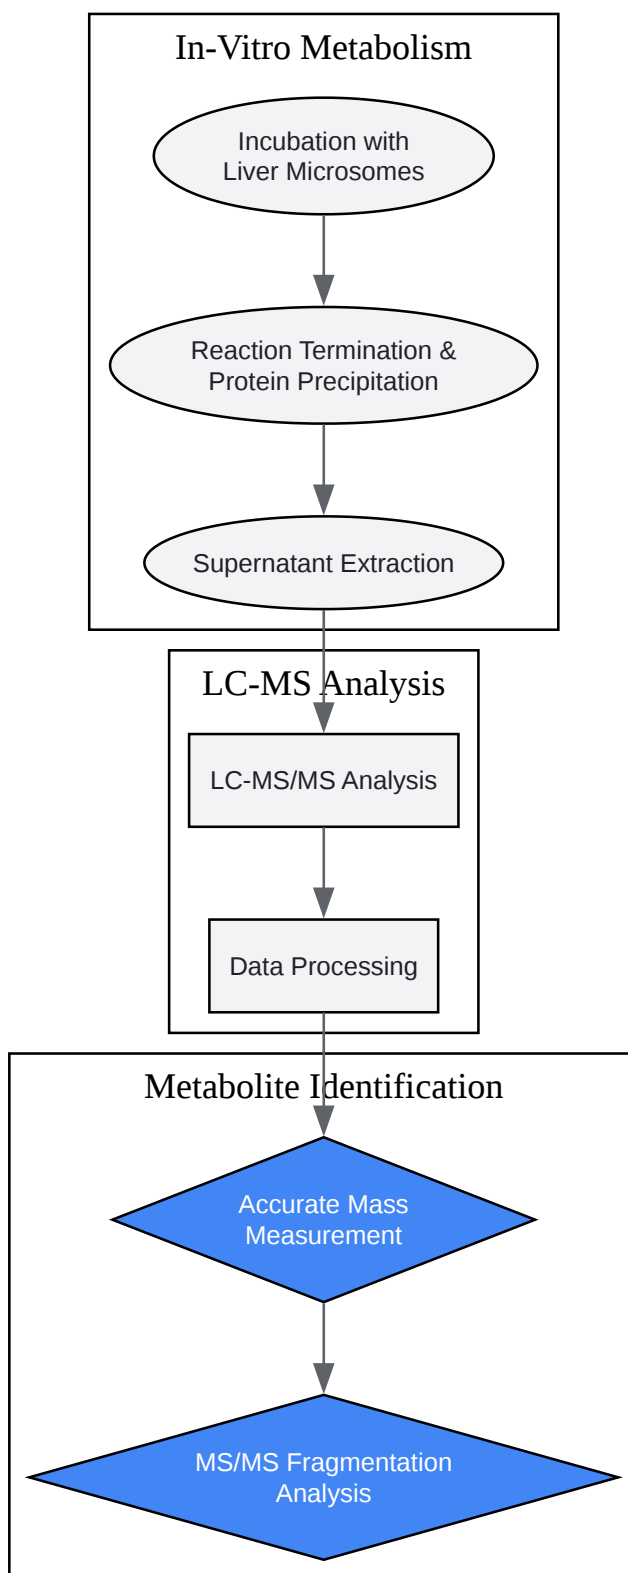 In-Vitro Metabolism
Incubation with
Liver Microsomes
Reaction Termination &
Protein Precipitation
Supernatant Extraction
LC-MS Analysis
LC-MS/MS Analysis
Data Processing
Metabolite Identification
Accurate Mass
Measurement
MS/MS Fragmentation
Analysis